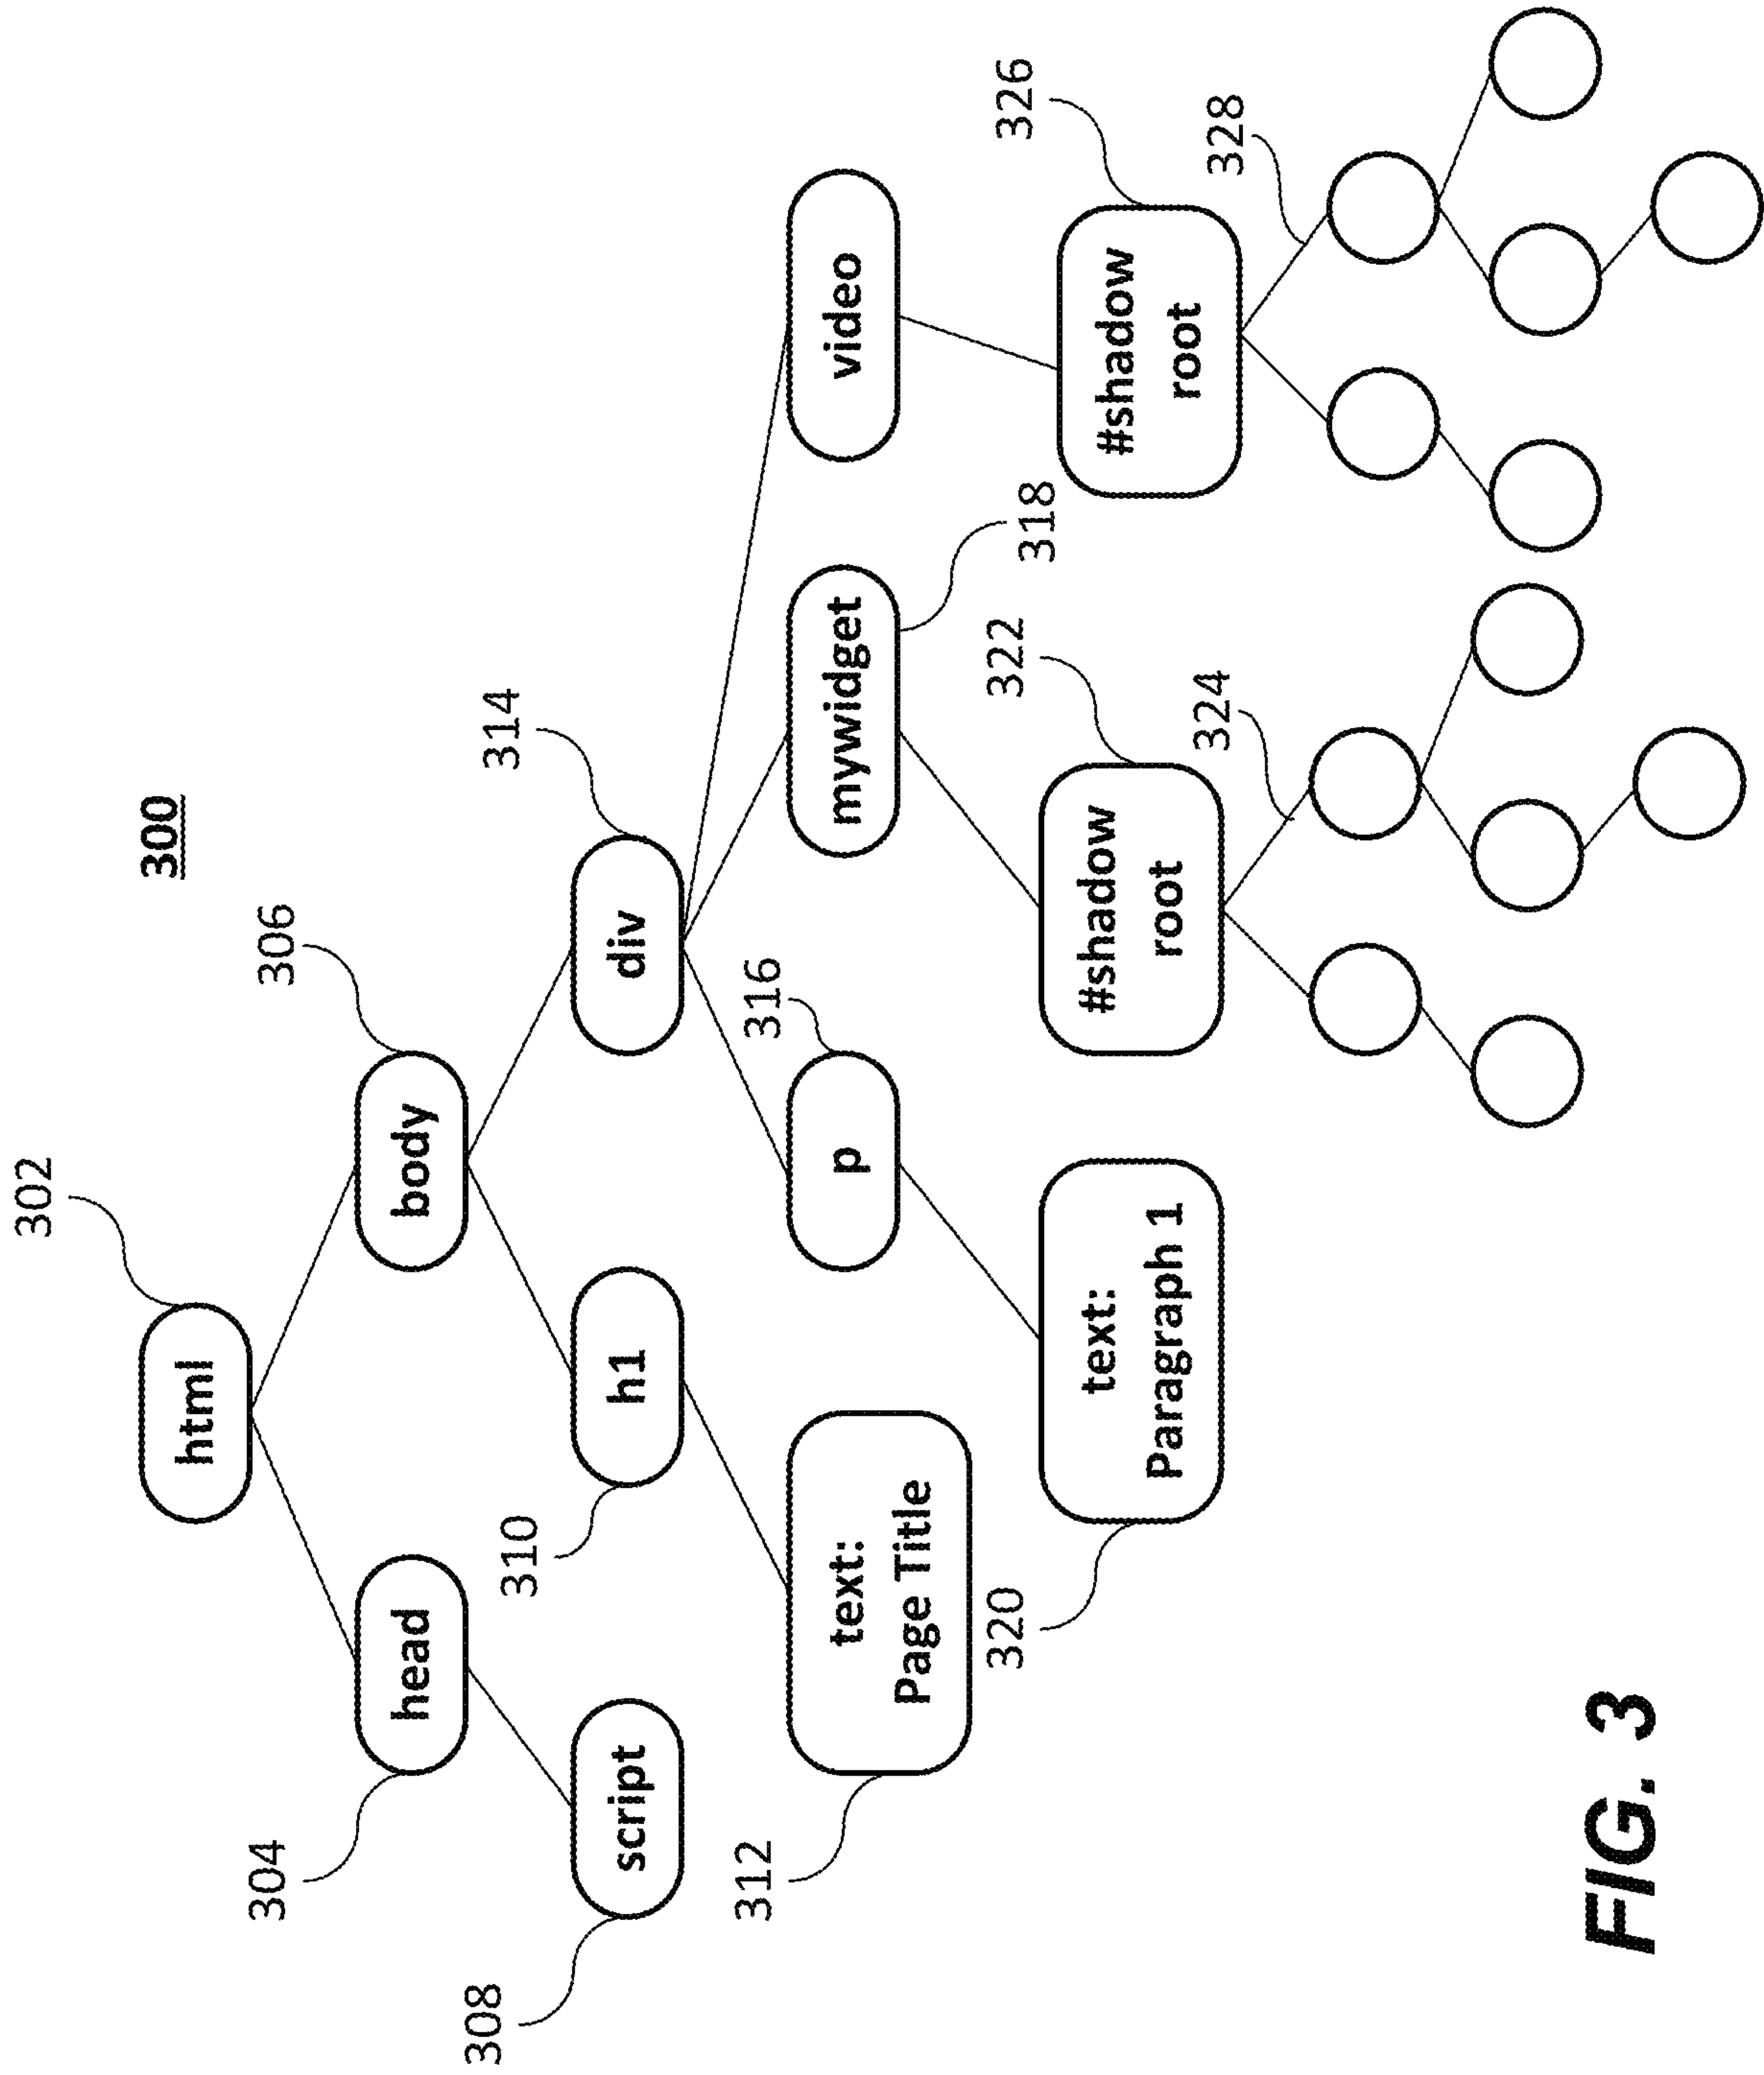 300
302
html
304
306
head
body
308
310
314
script
h1
div
312
316
text:
Page Title
p
mywidget
video
318
320
322
326
text:
Paragraph 1
#shadow
root
#shadow
root
324
328
FIG. 3